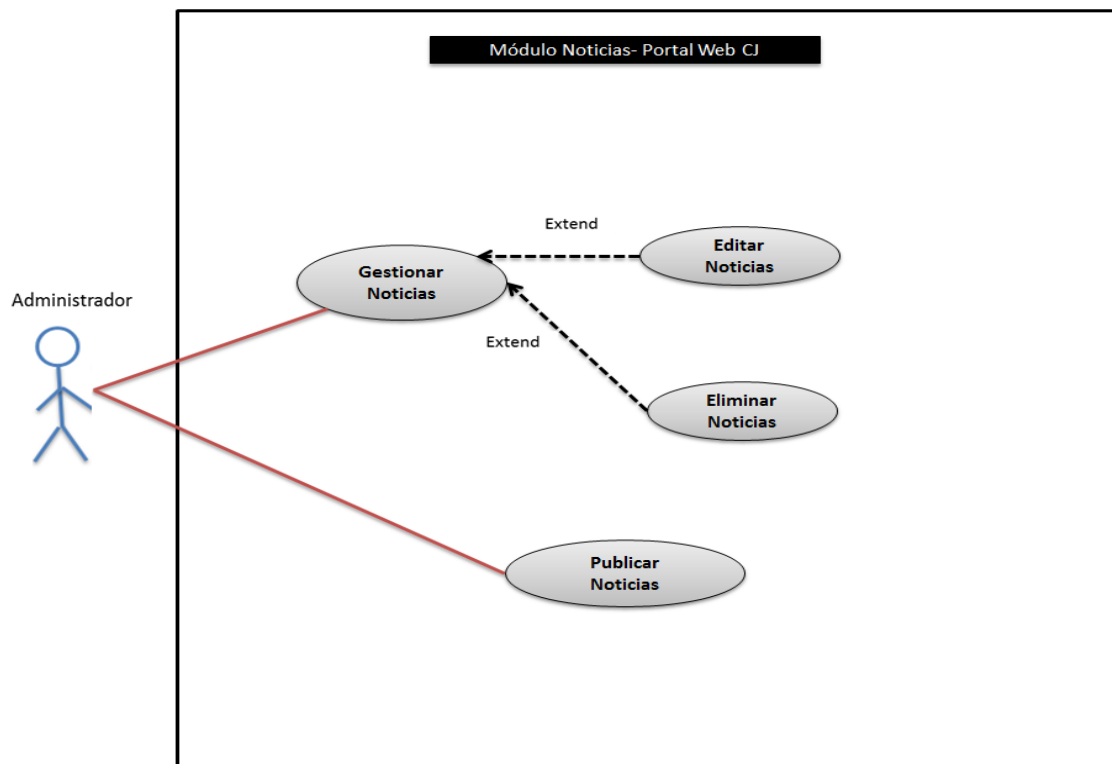 Módulo Noticias- Portal Web CJ
Extend
Editar
Noticias
Gestionar
Noticias
Administrador
Extend
Eliminar
Noticias
Publicar
Noticias